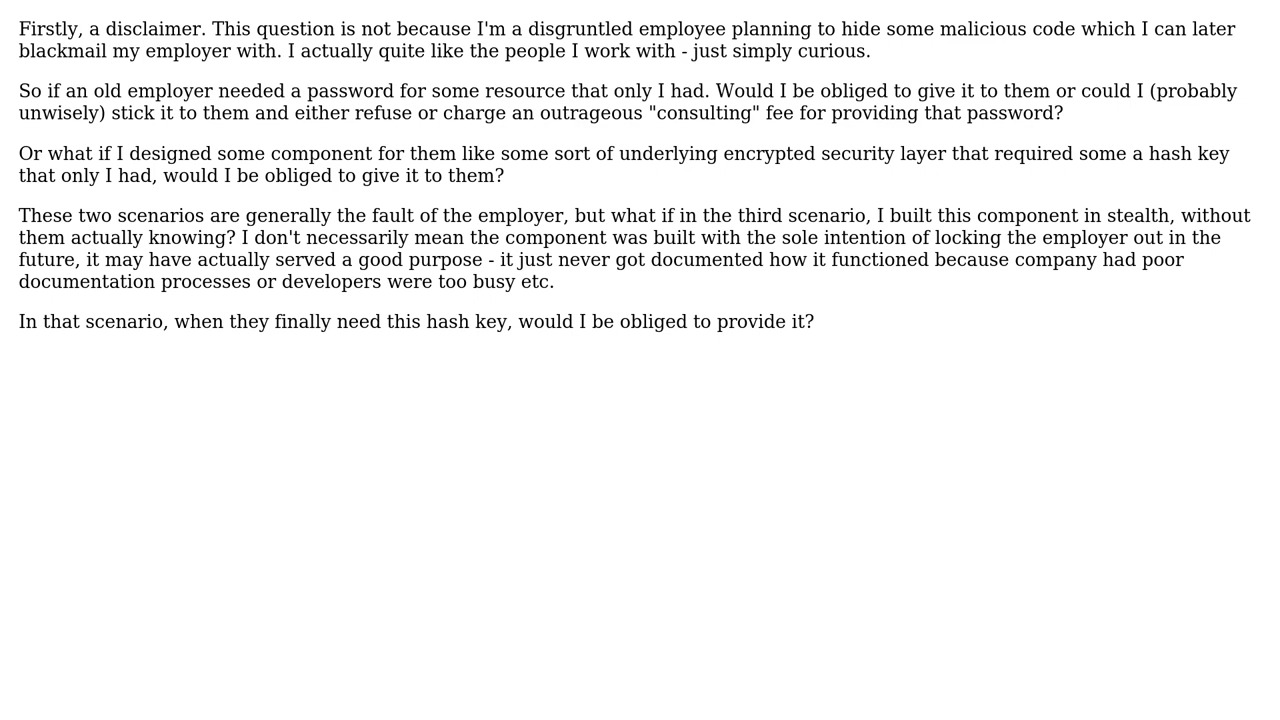 Firstly, a disclaimer. This question is not because I'm a disgruntled employee planning to hide some malicious code which I can later
blackmail my employer with. I actually quite like the people I work with - just simply curious.
So if an old employer needed a password for some resource that only I had. Would I be obliged to give it to them or could I (probably
unwisely) stick it to them and either refuse or charge an outrageous "consulting" fee for providing that password?
Or what if I designed some component for them like some sort of underlying encrypted security layer that required some a hash key
that only I had, would I be obliged to give it to them?
These two scenarios are generally the fault of the employer, but what if in the third scenario, I built this component in stealth, without
them actually knowing? I don't necessarily mean the component was built with the sole intention of locking the employer out in the
future, it may have actually served a good purpose - it just never got documented how it functioned because company had poor
documentation processes or developers were too busy etc.
In that scenario, when they finally need this hash key, would I be obliged to provide it?